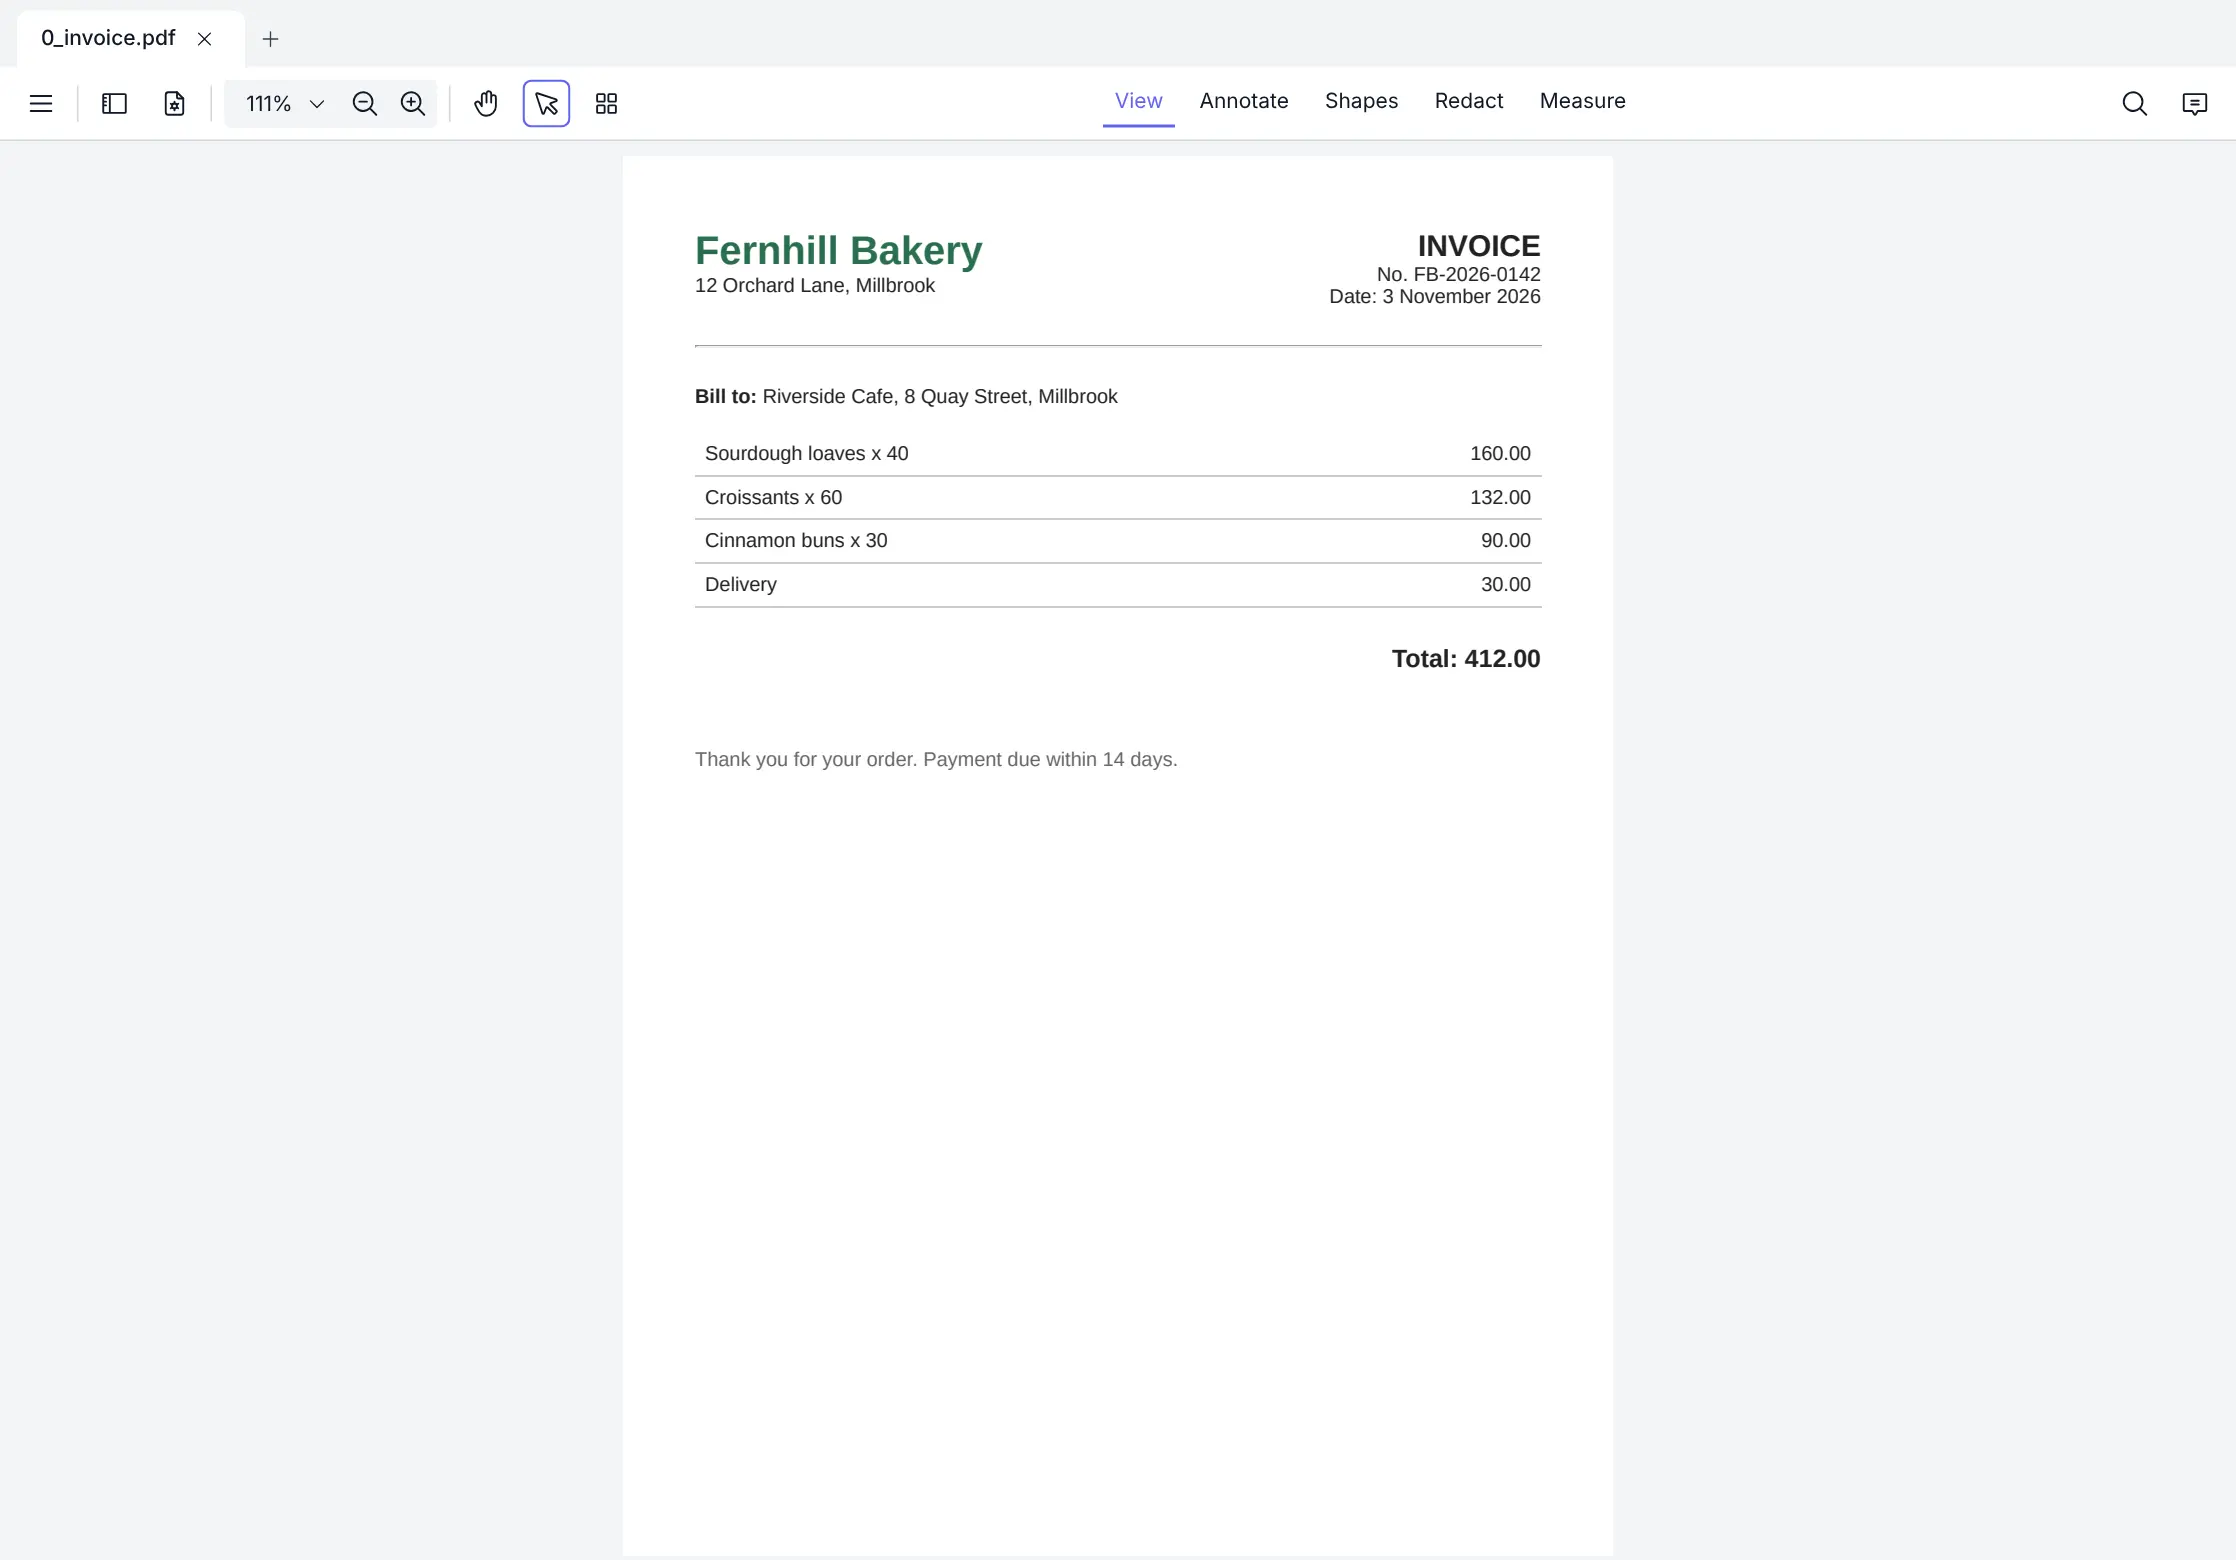 0_invoice.pdf
111%
View Annotate Shapes Redact Measure
Fernhill Bakery
12 Orchard Lane, Millbrook
INVOICE
No. FB-2026-0142
Date: 3 November 2026
Bill to: Riverside Cafe, 8 Quay Street, Millbrook
Sourdough loaves x 40 160.00
Croissants x 60 132.00
Cinnamon buns x 30 90.00
Delivery 30.00
Total: 412.00
Thank you for your order. Payment due within 14 days.